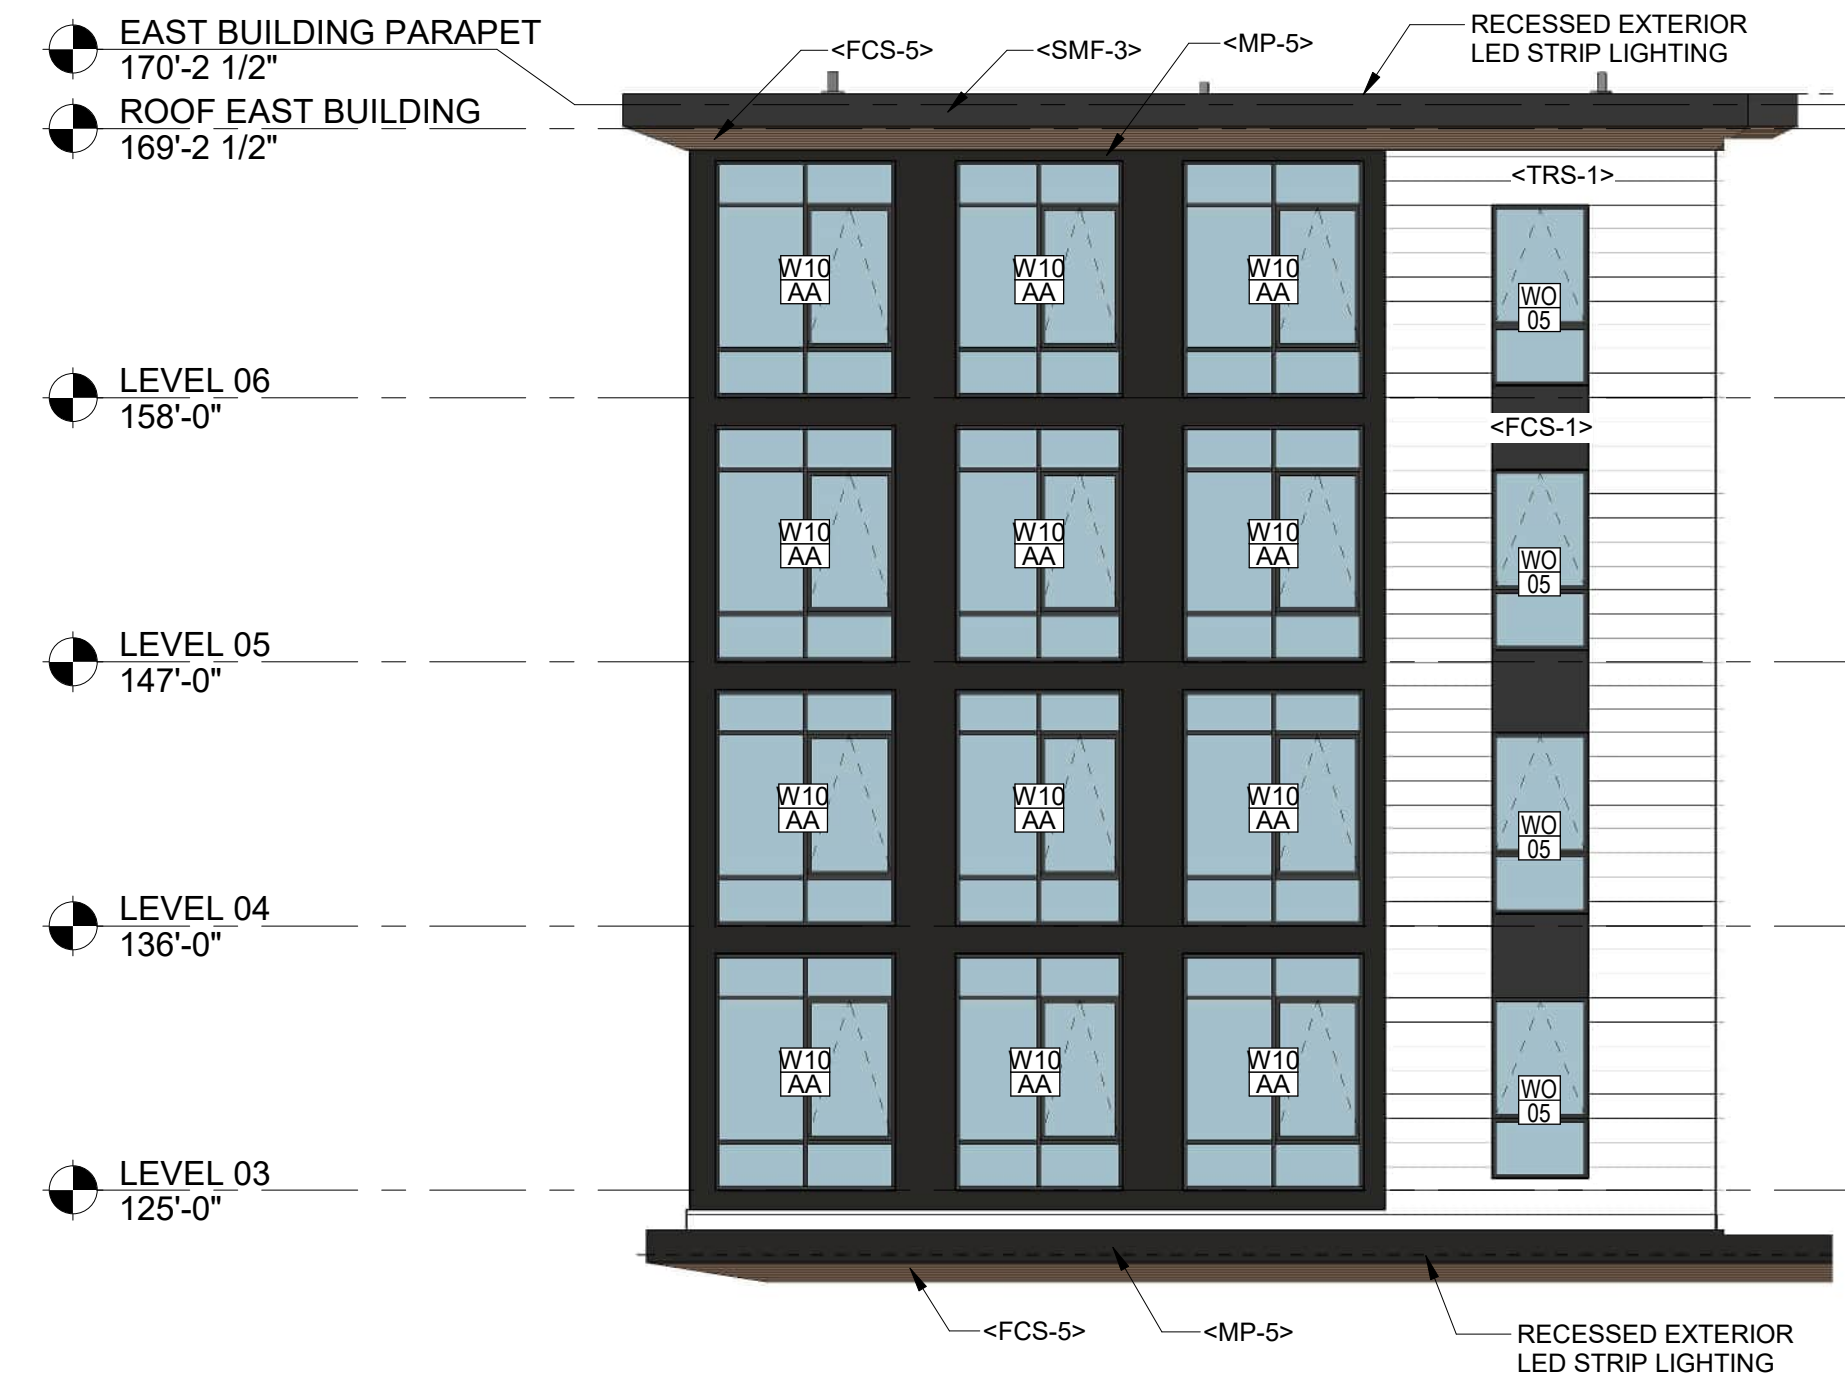 EAST BUILDING PARAPET
170'-2 1/2"
ROOF EAST BUILDING
169'-2 1/2"
<FCS-5>
<SMF-3>
<MP-5>
RECESSED EXTERIOR
LED STRIP LIGHTING
<TRS-1>
W10
AA
W10
AA
W10
AA
WO
05
LEVEL 06
158'-0"
<FCS-1>
W10
AA
W10
AA
W10
AA
WO
05
LEVEL 05
147'-0"
W10
AA
W10
AA
W10
AA
WO
05
LEVEL 04
136'-0"
W10
AA
W10
AA
W10
AA
WO
05
LEVEL 03
125'-0"
<FCS-5>
<MP-5>
RECESSED EXTERIOR
LED STRIP LIGHTING